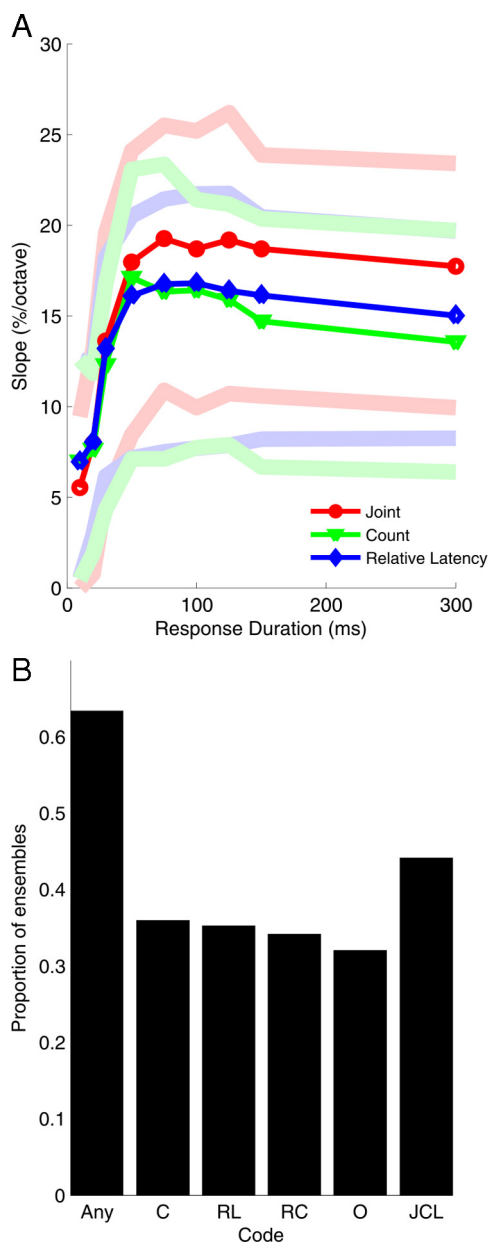 A
30
25
20
15
10
5
0
Slope (%/octave)
0
100
200
300
Response Duration (ms)
Joint
Count
Relative Latency
B
0.6
0.5
0.4
0.3
0.2
0.1
0
Proportion of ensembles
Any
C
RL
RC
O
JCL
Code